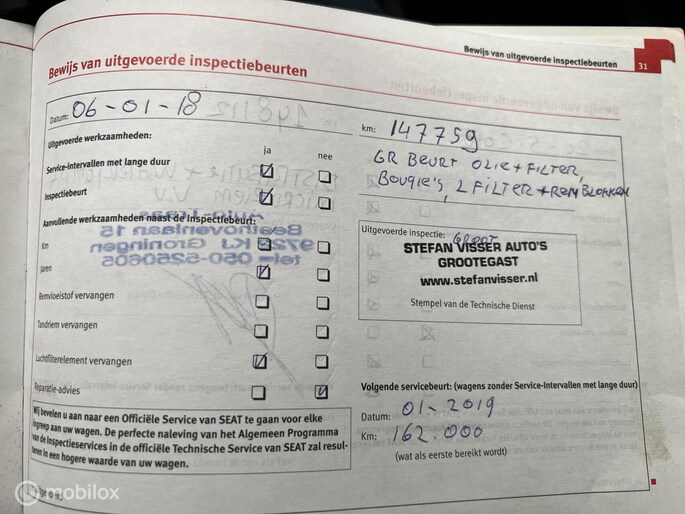 Bewijs van uitgevoerde inspectiebeurten
31
Bewijs van uitgevoerde inspectiebeurten
Datum: 06-01-18
km: 147759
Uitgevoerde werkzaamheden:
ja nee
GR BEURT OLIE + FILTER,
Service-intervallen met lange duur
BOUGIE'S, L FILTER + REMBLOKKEN
Inspectiebeurt
Aanvullende werkzaamheden naast de Inspectiebeurt:
Uitgevoerde inspectie: GROOT
Km
STEFAN VISSER AUTO'S
GROOTEGAST
www.stefanvisser.nl
Jaren
Remvloeistof vervangen
Stempel van de Technische Dienst
Tandriem vervangen
Luchtfilterelement vervangen
Reparatie-advies
Volgende servicebeurt: (wagens zonder Service-Intervallen met lange duur)
Datum: 01-2019
Km: 162.000
(wat als eerste bereikt wordt)
Wij bevelen u aan naar een Officiële Service van SEAT te gaan voor elke
ingreep aan uw wagen. De perfecte naleving van het Algemeen Programma
van de Inspectieservices in de officiële Technische Service van SEAT zal resul-
teren in een hogere waarde van uw wagen.
mobilox